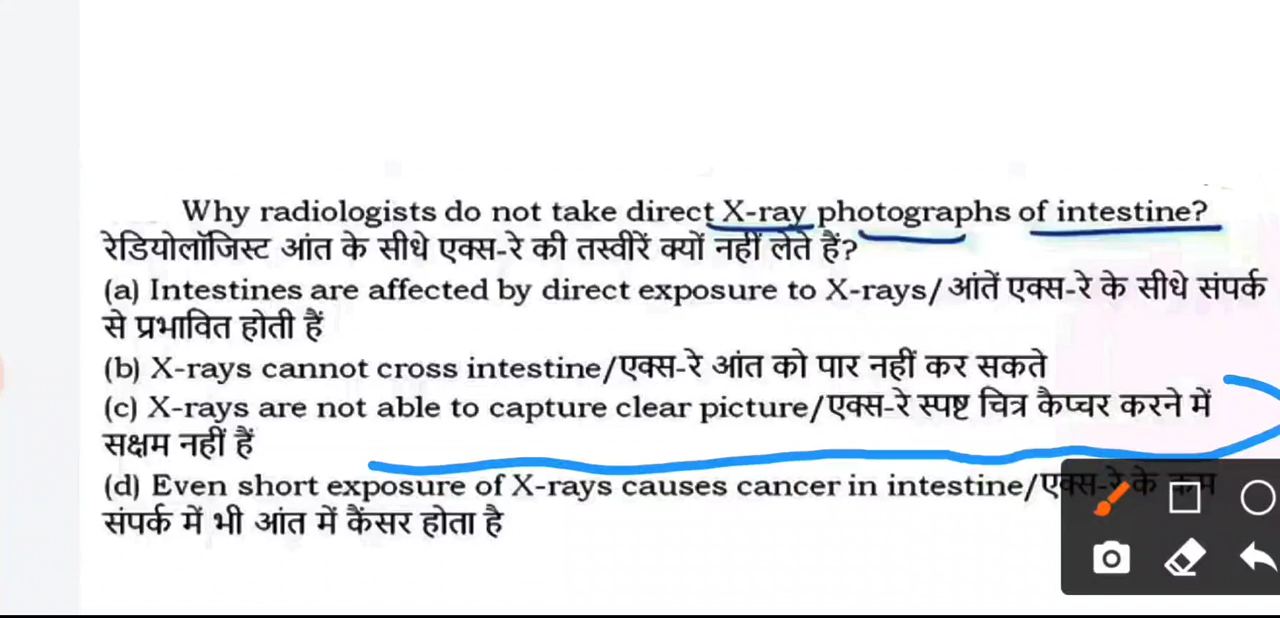 Why radiologists do not take direct X-ray photographs of intestine?
रेडियोलॉजिस्ट आंत के सीधे एक्स-रे की तस्वीरें क्यों नहीं लेते हैं?
(a) Intestines are affected by direct exposure to X-rays/आंतें एक्स-रे के सीधे संपर्क
से प्रभावित होती हैं
(b) X-rays cannot cross intestine/एक्स-रे आंत को पार नहीं कर सकते
(c) X-rays are not able to capture clear picture/एक्स-रे स्पष्ट चित्र कैप्चर करने में
सक्षम नहीं हैं
(d) Even short exposure of X-rays causes cancer in intestine/एक्स-रे के कम
संपर्क में भी आंत में कैंसर होता है